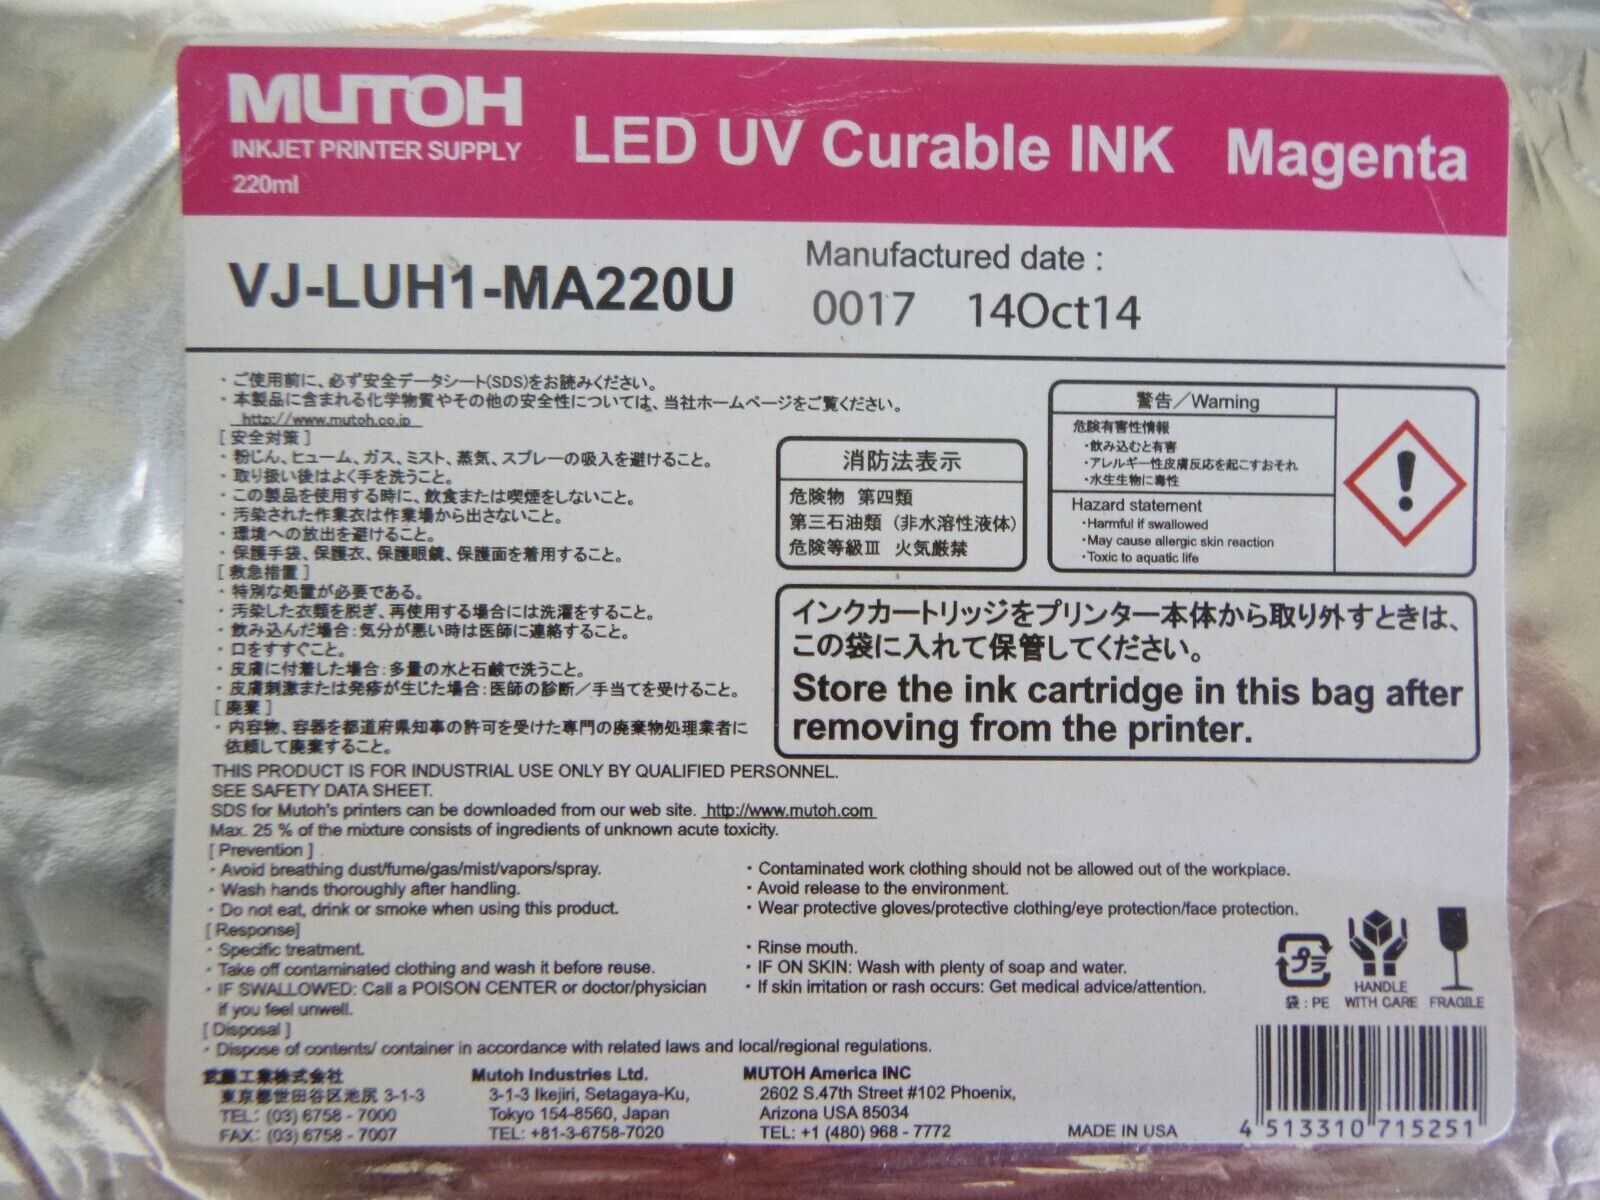 MUTOH
INKJET PRINTER SUPPLY
220ml
LED UV Curable INK Magenta
VJ-LUH1-MA220U
Manufactured date :
0017 14Oct14
・ご使用前に、必ず安全データシート(SDS)をお読みください。
・本製品に含まれる化学物質やその他の安全性については、当社ホームページをご覧ください。
http://www.mutoh.co.jp
[ 安全対策 ]
・粉じん、ヒューム、ガス、ミスト、蒸気、スプレーの吸入を避けること。
・取り扱い後はよく手を洗うこと。
・この製品を使用する時に、飲食または喫煙をしないこと。
・汚染された作業衣は作業場から出さないこと。
・環境への放出を避けること。
・保護手袋、保護衣、保護眼鏡、保護面を着用すること。
[ 救急措置 ]
・特別な処置が必要である。
・汚染した衣類を脱ぎ、再使用する場合には洗濯をすること。
・飲み込んだ場合:気分が悪い時は医師に連絡すること。
・口をすすぐこと。
・皮膚に付着した場合:多量の水と石鹸で洗うこと。
・皮膚刺激または発疹が生じた場合:医師の診断／手当てを受けること。
[ 廃棄 ]
・内容物、容器を都道府県知事の許可を受けた専門の廃棄物処理業者に
依頼して廃棄すること。
消防法表示
危険物 第四類
第三石油類 (非水溶性液体)
危険等級Ⅲ 火気厳禁
警告／Warning
危険有害性情報
・飲み込むと有害
・アレルギー性皮膚反応を起こすおそれ
・水生生物に毒性
Hazard statement
・Harmful if swallowed
・May cause allergic skin reaction
・Toxic to aquatic life
インクカートリッジをプリンター本体から取り外すときは、
この袋に入れて保管してください。
Store the ink cartridge in this bag after
removing from the printer.
THIS PRODUCT IS FOR INDUSTRIAL USE ONLY BY QUALIFIED PERSONNEL.
SEE SAFETY DATA SHEET.
SDS for Mutoh's printers can be downloaded from our web site. http://www.mutoh.com
Max. 25 % of the mixture consists of ingredients of unknown acute toxicity.
[ Prevention ]
・Avoid breathing dust/fume/gas/mist/vapors/spray.
・Wash hands thoroughly after handling.
・Do not eat, drink or smoke when using this product.
・Contaminated work clothing should not be allowed out of the workplace.
・Avoid release to the environment.
・Wear protective gloves/protective clothing/eye protection/face protection.
[ Response]
・Specific treatment.
・Take off contaminated clothing and wash it before reuse.
・IF SWALLOWED: Call a POISON CENTER or doctor/physician
if you feel unwell.
・Rinse mouth.
・IF ON SKIN: Wash with plenty of soap and water.
・If skin irritation or rash occurs: Get medical advice/attention.
[ Disposal ]
・Dispose of contents/ container in accordance with related laws and local/regional regulations.
プラ
袋 : PE
HANDLE
WITH CARE
FRAGILE
武藤工業株式会社
東京都世田谷区池尻 3-1-3
TEL: (03) 6758 - 7000
FAX: (03) 6758 - 7007
Mutoh Industries Ltd.
3-1-3 Ikejiri, Setagaya-Ku,
Tokyo 154-8560, Japan
TEL: +81-3-6758-7020
MUTOH America INC
2602 S.47th Street #102 Phoenix,
Arizona USA 85034
TEL: +1 (480) 968 - 7772
MADE IN USA
4 513310 715251